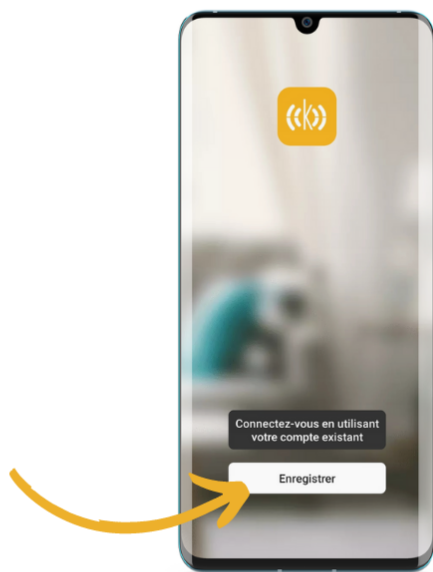 ((k))
Connectez-vous en utilisant
votre compte existant
Enregistrer